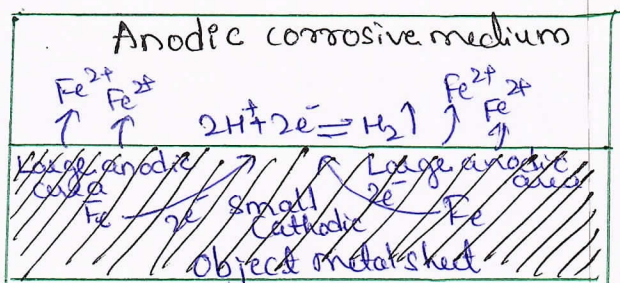 Anodic corrosive medium
Fe²⁺ Fe²⁺ 2H⁺+2e⁻ = H₂↑ Fe²⁺ Fe²⁺
Large anodic area Large anodic area
Fe 2e⁻ Small Cathodic 2e⁻ Fe
Object metal sheet